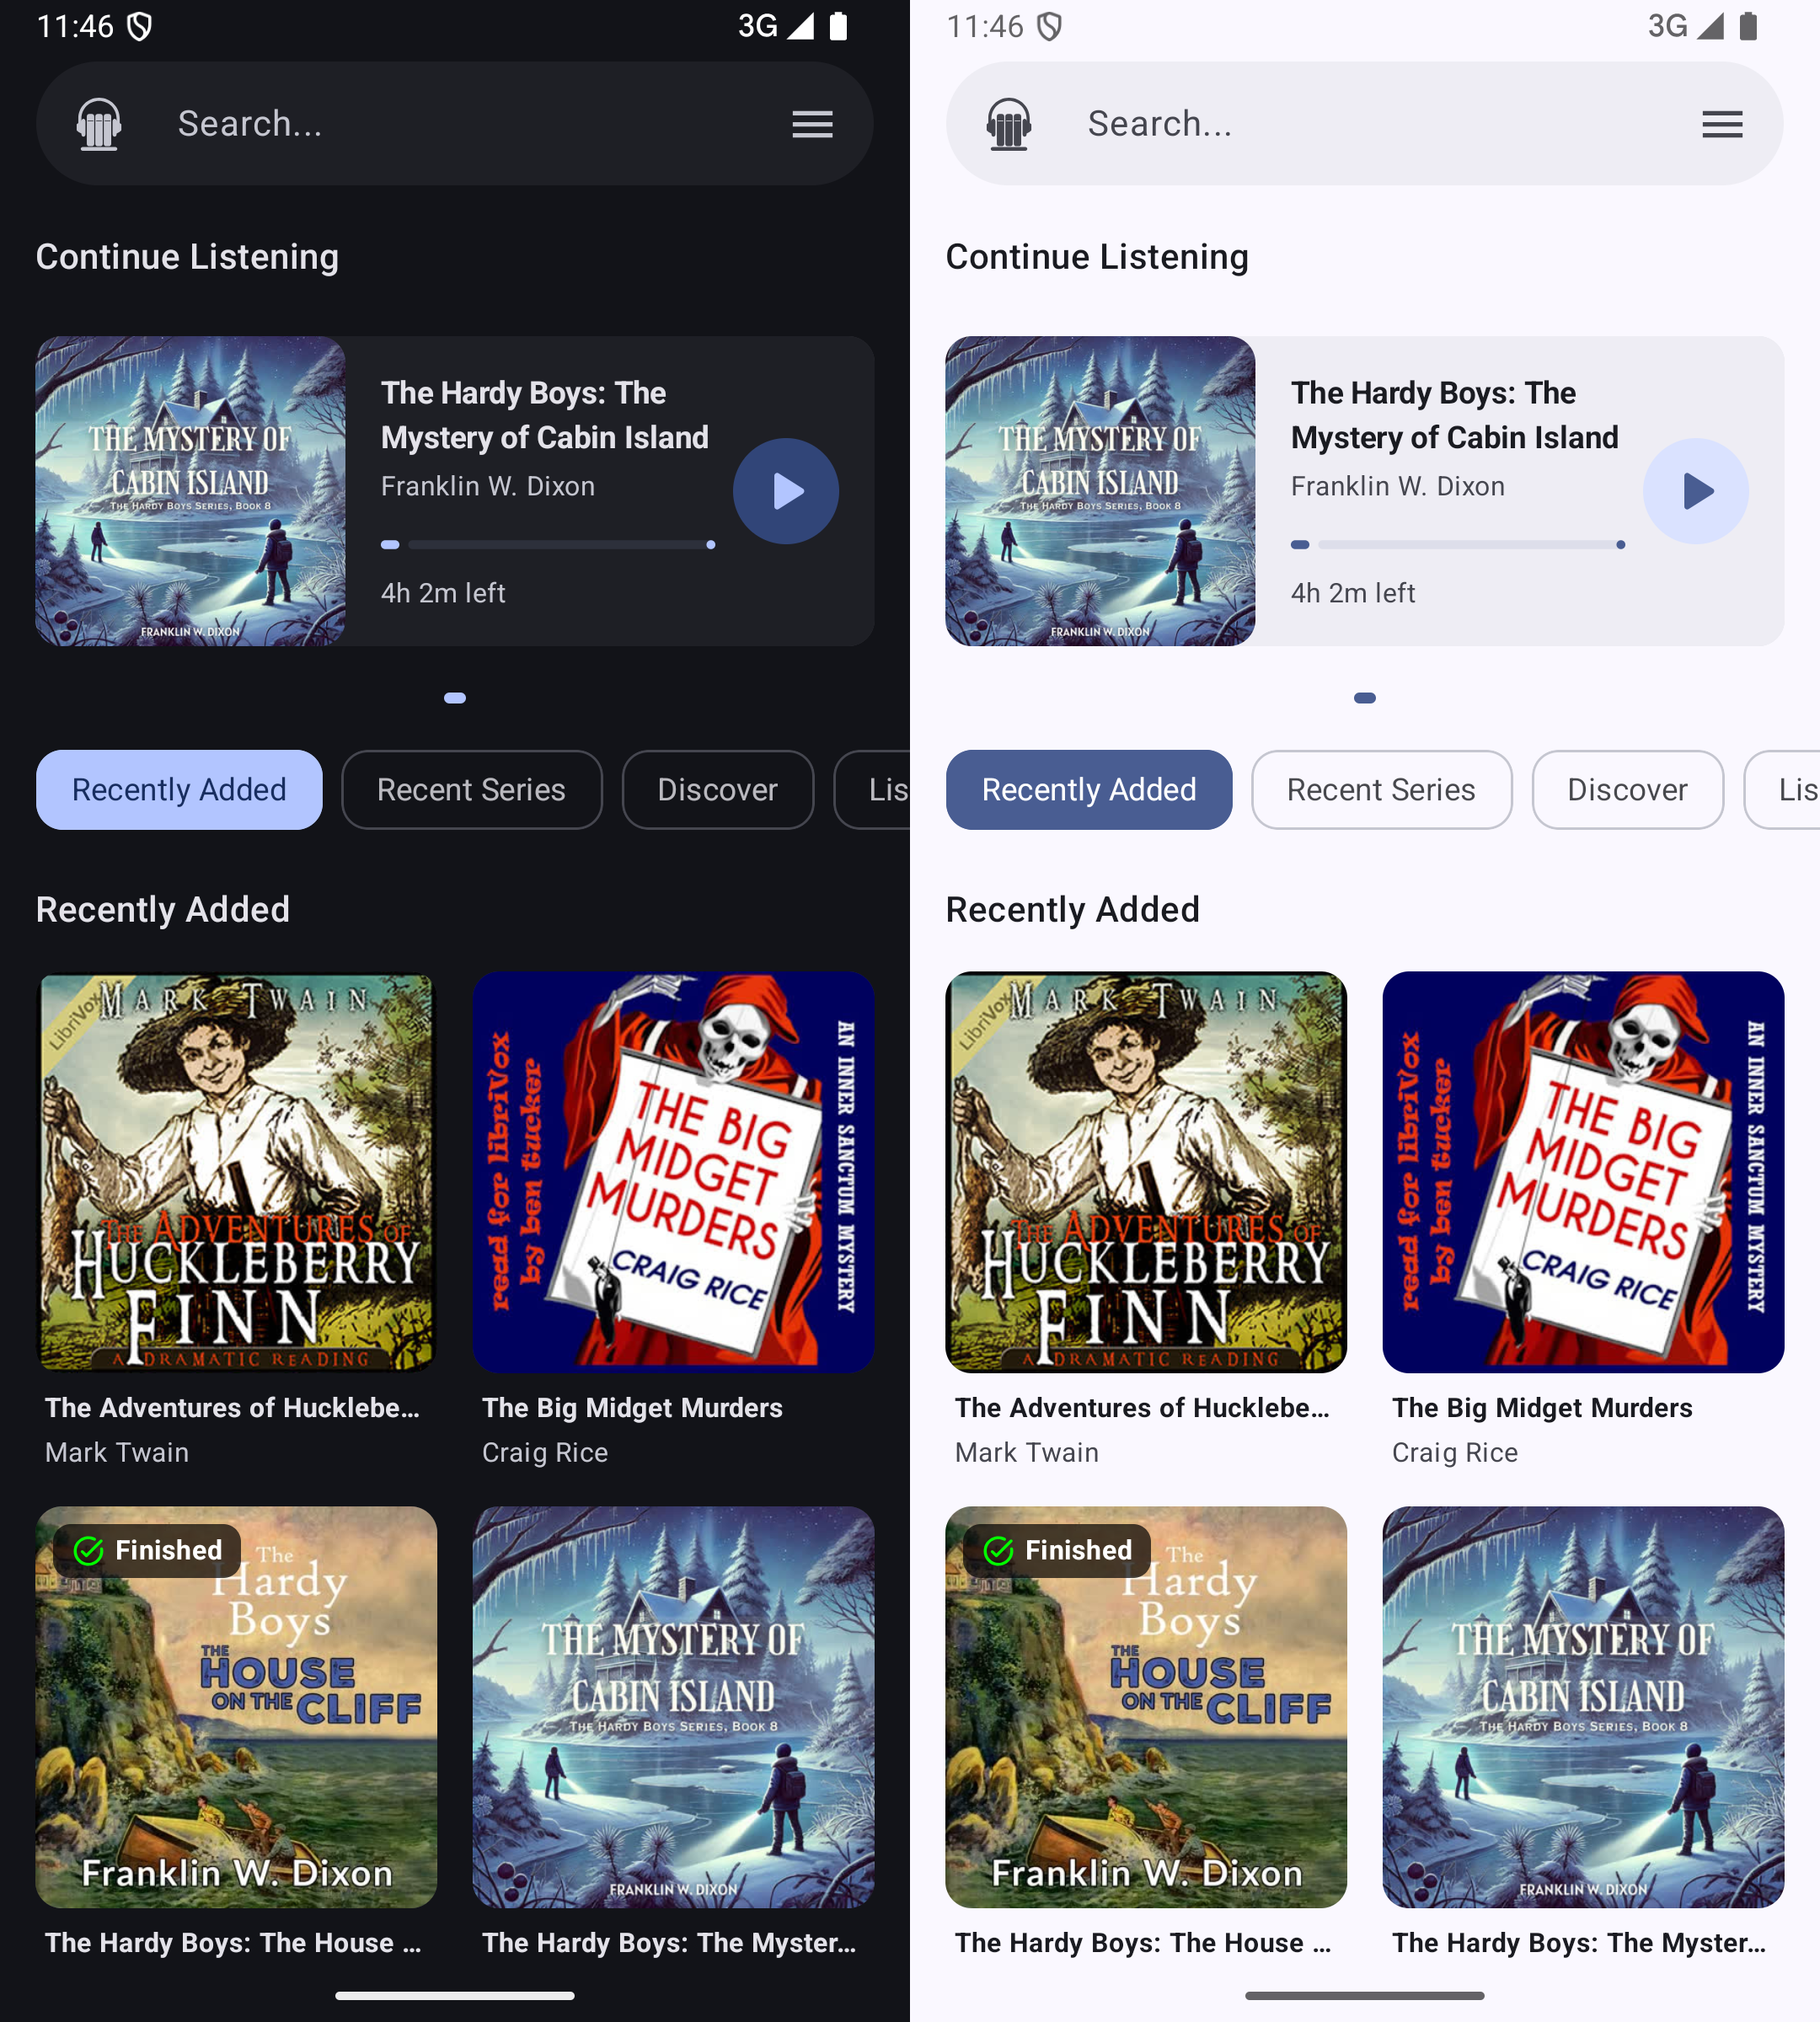 11:46
3G
Search...
Continue Listening
THE MYSTERY OF
CABIN ISLAND
THE HARDY BOYS SERIES, BOOK 8
FRANKLIN W. DIXON
The Hardy Boys: The
Mystery of Cabin Island
Franklin W. Dixon
4h 2m left
Recently Added
Recent Series
Discover
Lis
Recently Added
LibriVox
MARK TWAIN
THE ADVENTURES OF
HUCKLEBERRY
FINN
A DRAMATIC READING
read for librivox
by ben tucker
THE BIG
MIDGET
MURDERS
CRAIG RICE
AN INNER SANCTUM MYSTERY
The Adventures of Hucklebe...
Mark Twain
The Big Midget Murders
Craig Rice
Finished
The
Hardy
Boys
THE
HOUSE
ON THE CLIFF
Franklin W. Dixon
THE MYSTERY OF
CABIN ISLAND
THE HARDY BOYS SERIES, BOOK 8
FRANKLIN W. DIXON
The Hardy Boys: The House ...
The Hardy Boys: The Myster...
11:46
3G
Search...
Continue Listening
THE MYSTERY OF
CABIN ISLAND
THE HARDY BOYS SERIES, BOOK 8
FRANKLIN W. DIXON
The Hardy Boys: The
Mystery of Cabin Island
Franklin W. Dixon
4h 2m left
Recently Added
Recent Series
Discover
Lis
Recently Added
LibriVox
MARK TWAIN
THE ADVENTURES OF
HUCKLEBERRY
FINN
A DRAMATIC READING
read for librivox
by ben tucker
THE BIG
MIDGET
MURDERS
CRAIG RICE
AN INNER SANCTUM MYSTERY
The Adventures of Hucklebe...
Mark Twain
The Big Midget Murders
Craig Rice
Finished
The
Hardy
Boys
THE
HOUSE
ON THE CLIFF
Franklin W. Dixon
THE MYSTERY OF
CABIN ISLAND
THE HARDY BOYS SERIES, BOOK 8
FRANKLIN W. DIXON
The Hardy Boys: The House ...
The Hardy Boys: The Myster...